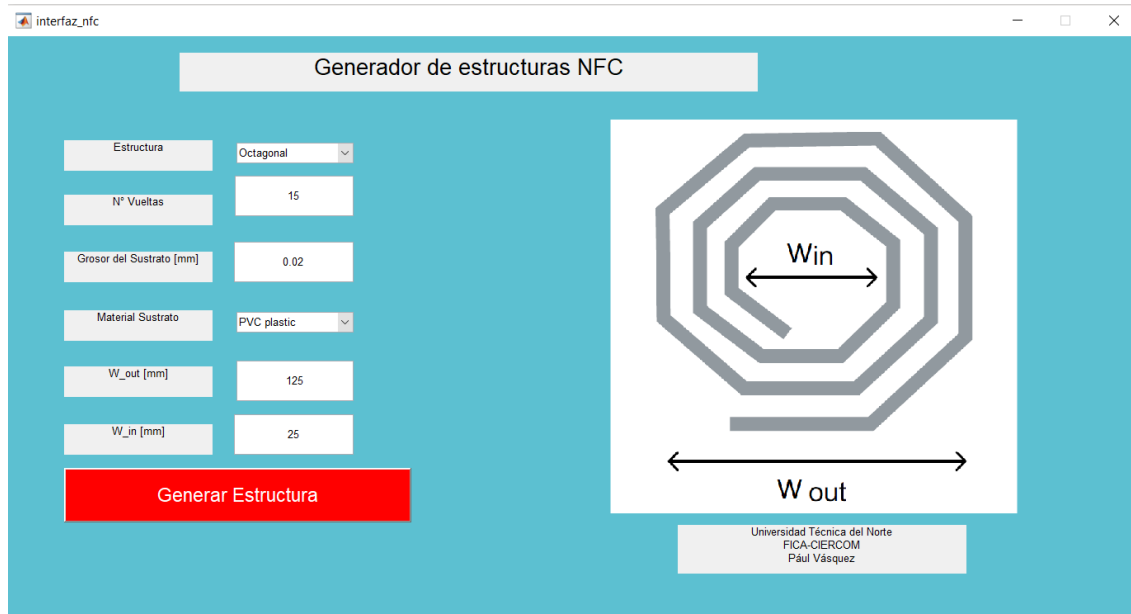 interfaz_nfc
Generador de estructuras NFC
Estructura
Octagonal
N° Vueltas
15
Grosor del Sustrato [mm]
0.02
Material Sustrato
PVC plastic
W_out [mm]
125
W_in [mm]
25
Generar Estructura
Win
W out
Universidad Técnica del Norte
FICA-CIERCOM
Pául Vásquez